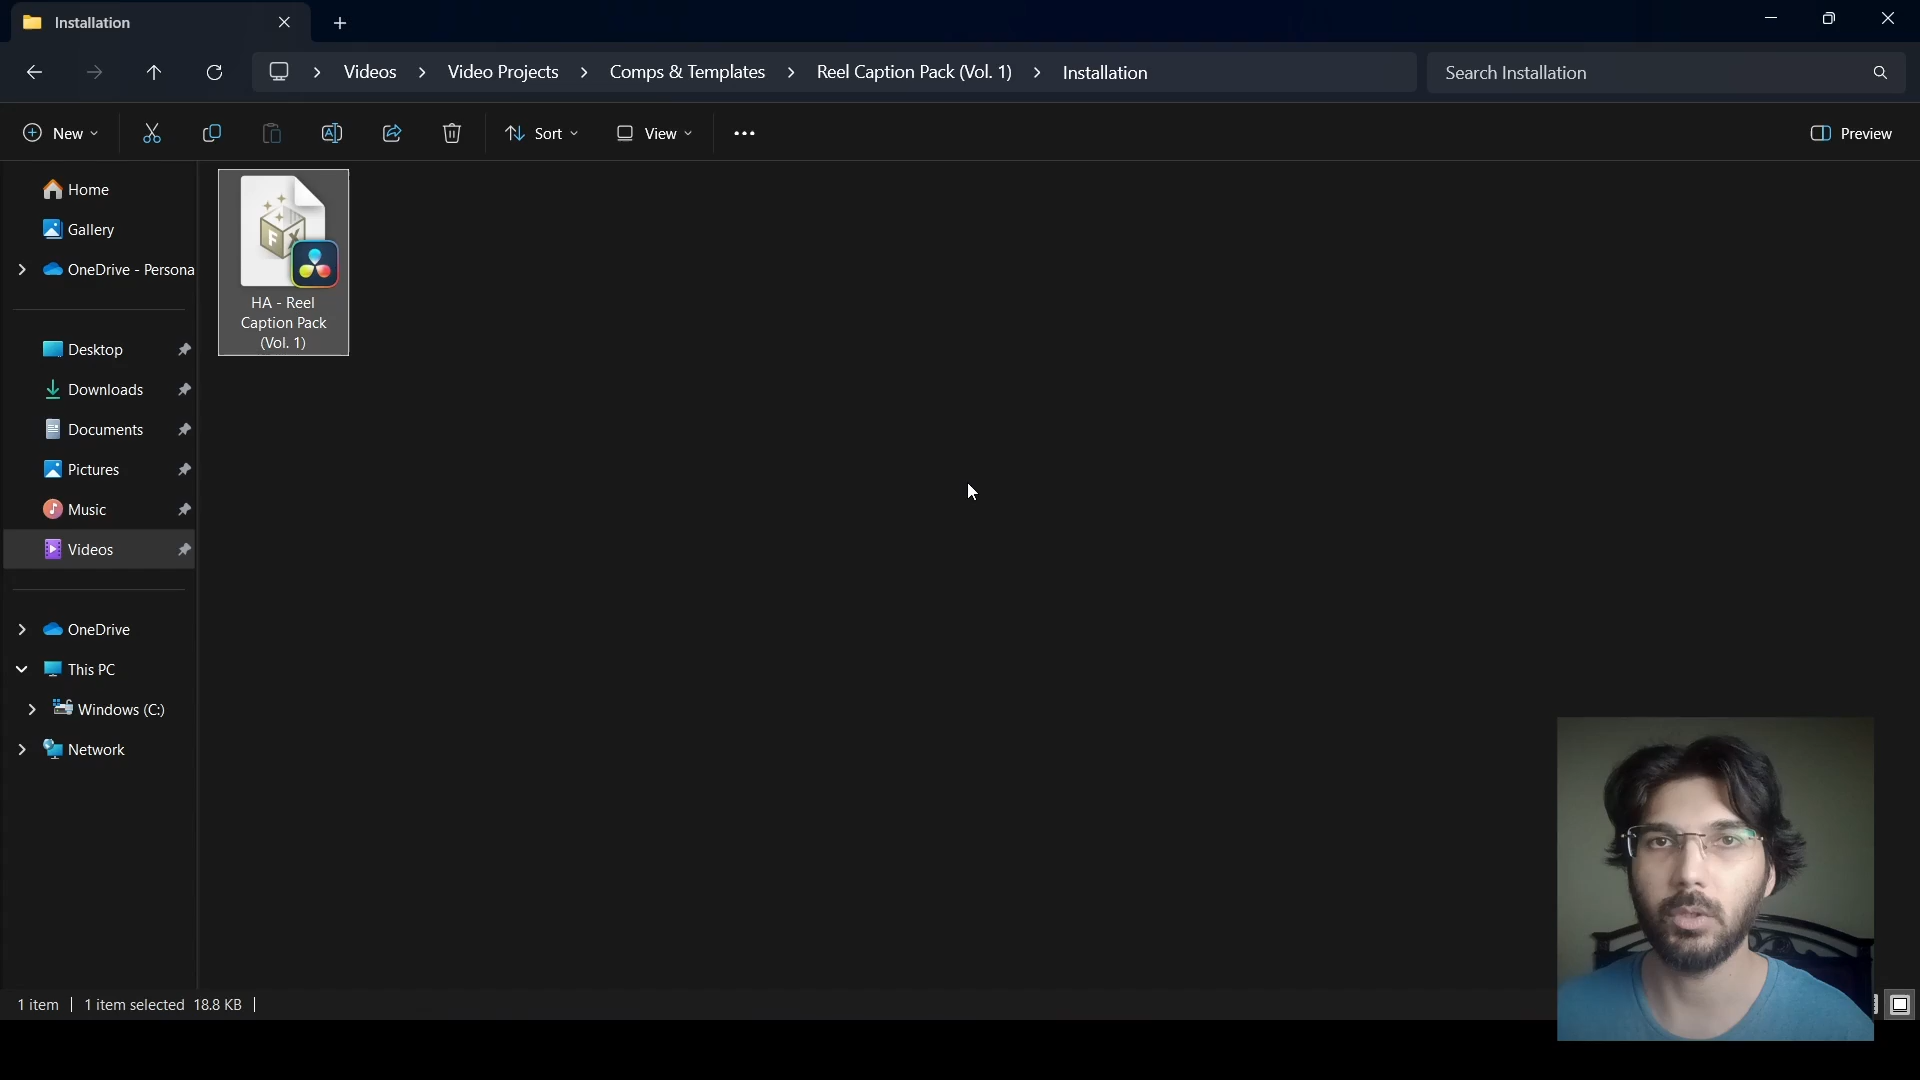 Installation
Videos > Video Projects > Comps & Templates > Reel Caption Pack (Vol. 1) > Installation
Search Installation
New
Sort
View
Preview
Home
Gallery
OneDrive - Persona
Desktop
Downloads
Documents
Pictures
Music
Videos
OneDrive
This PC
Windows (C:)
Network
FX
HA - Reel
Caption Pack
(Vol. 1)
1 item | 1 item selected 18.8 KB |